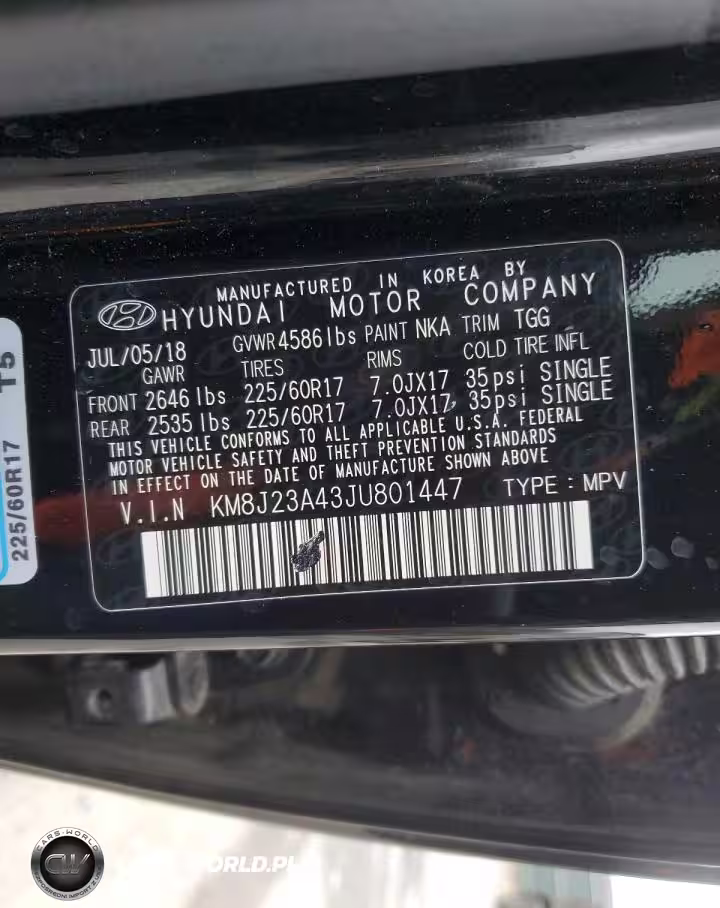 MANUFACTURED IN KOREA BY
HYUNDAI MOTOR COMPANY
JUL/05/18 GVWR 4586 lbs PAINT NKA TRIM TGG
GAWR TIRES RIMS COLD TIRE INFL
FRONT 2646 lbs 225/60R17 7.0JX17 35psi SINGLE
REAR 2535 lbs 225/60R17 7.0JX17, 35psi SINGLE
THIS VEHICLE CONFORMS TO ALL APPLICABLE U.S.A. FEDERAL
MOTOR VEHICLE SAFETY AND THEFT PREVENTION STANDARDS
IN EFFECT ON THE DATE OF MANUFACTURE SHOWN ABOVE
V.I.N KM8J23A43JU801447 TYPE : MPV
225/60R17 T5
CARS-WORLD
CW